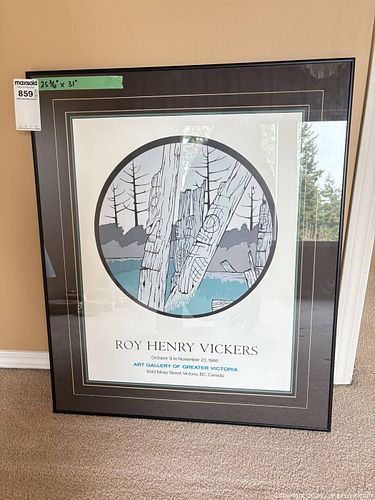 maxsold
859
25 3/4" x 31"
ROY HENRY VICKERS
October 9 to November 23, 1986
ART GALLERY OF GREATER VICTORIA
1040 Moss Street, Victoria, BC Canada